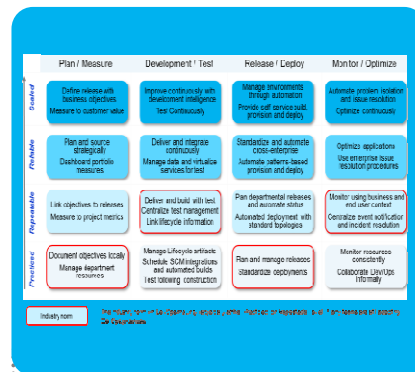 Plan / Measure
Development / Test
Release / Deploy
Monitor / Optimize
Scaled
Define release with
business objectives
Measure to customer value
Improve continuously with
development intelligence
Test Continuously
Manage environments
through automation
Provide self-service build
provision and deploy
Automate problem isolation
and issue resolution
Optimize continuously
Reliable
Plan and source
strategically
Dashboard portfolio
measures
Deliver and integrate
continuously
Manage data and virtualize
services for test
Standardize and automate
cross-enterprise
Automate patterns-based
provision and deploy
Optimize applications
Use enterprise issue
resolution procedures
Repeatable
Link objectives to releases
Measure to project metrics
Deliver and build with test
Centralize test management
Link lifecycle information
Plan departmental releases
and automate status
Automated deployment with
standard topologies
Monitor using business and
end user context
Centralize event notification
and incident resolution
Practiced
Document objectives locally
Manage department
resources
Manage Lifecycle artifacts
Schedule SCM integrations
and automated builds
Test following construction
Plan and manage releases
Standardize deployments
Monitor resources
consistently
Collaborate Dev/Ops
informally
Industry norm